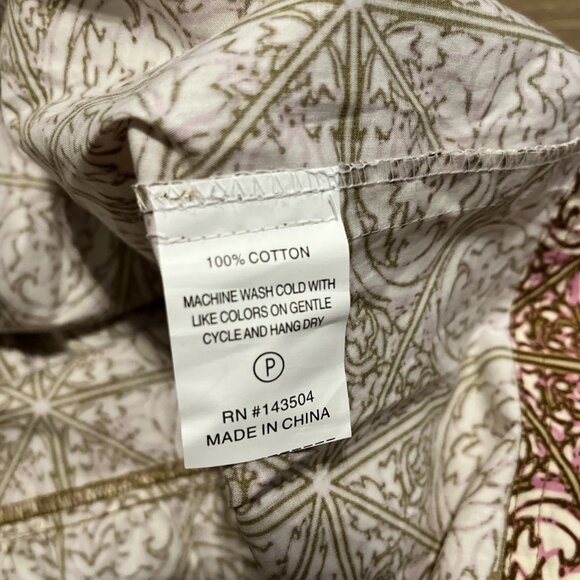 100% COTTON
MACHINE WASH COLD WITH
LIKE COLORS ON GENTLE
CYCLE AND HANG DRY
P
RN #143504
MADE IN CHINA